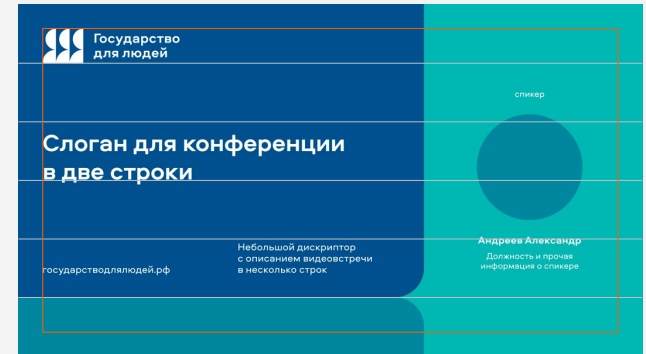 Государство
для людей
спикер
Слоган для конференции
в две строки
Андреев Александр
Должность и прочая
информация о спикере
Небольшой дискриптор
с описанием видеовстречи
в несколько строк
государстводлялюдей.рф